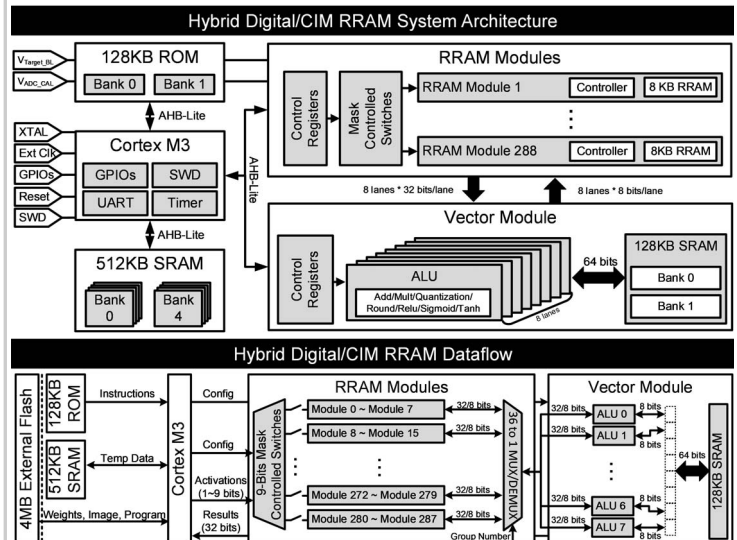 Hybrid Digital/CIM RRAM System Architecture
V_Target_BL
V_ADC_CAL
XTAL
Ext Clk
GPIOs
Reset
SWD
128KB ROM
Bank 0
Bank 1
AHB-Lite
Cortex M3
GPIOs
SWD
UART
Timer
AHB-Lite
512KB SRAM
Bank 0
Bank 4
AHB-Lite
RRAM Modules
Control Registers
Mask Controlled Switches
RRAM Module 1
Controller
8 KB RRAM
RRAM Module 288
Controller
8KB RRAM
8 lanes * 32 bits/lane
8 lanes * 8 bits/lane
Vector Module
Control Registers
ALU
Add/Mult/Quantization/
Round/Relu/Sigmoid/Tanh
8 lanes
64 bits
128KB SRAM
Bank 0
Bank 1
Hybrid Digital/CIM RRAM Dataflow
4MB External Flash
128KB ROM
512KB SRAM
Instructions
Temp Data
Weights, Image, Program
Cortex M3
Config
Config
Activations
(1~9 bits)
Results
(32 bits)
RRAM Modules
9-Bits Mask Controlled Switches
Module 0 ~ Module 7
32/8 bits
Module 8 ~ Module 15
32/8 bits
Module 272 ~ Module 279
32/8 bits
Module 280 ~ Module 287
32/8 bits
36 to 1 MUX/DEMUX
Group Number
Vector Module
32/8 bits
ALU 0
8 bits
32/8 bits
ALU 1
8 bits
32/8 bits
ALU 6
8 bits
32/8 bits
ALU 7
8 bits
64 bits
128KB SRAM